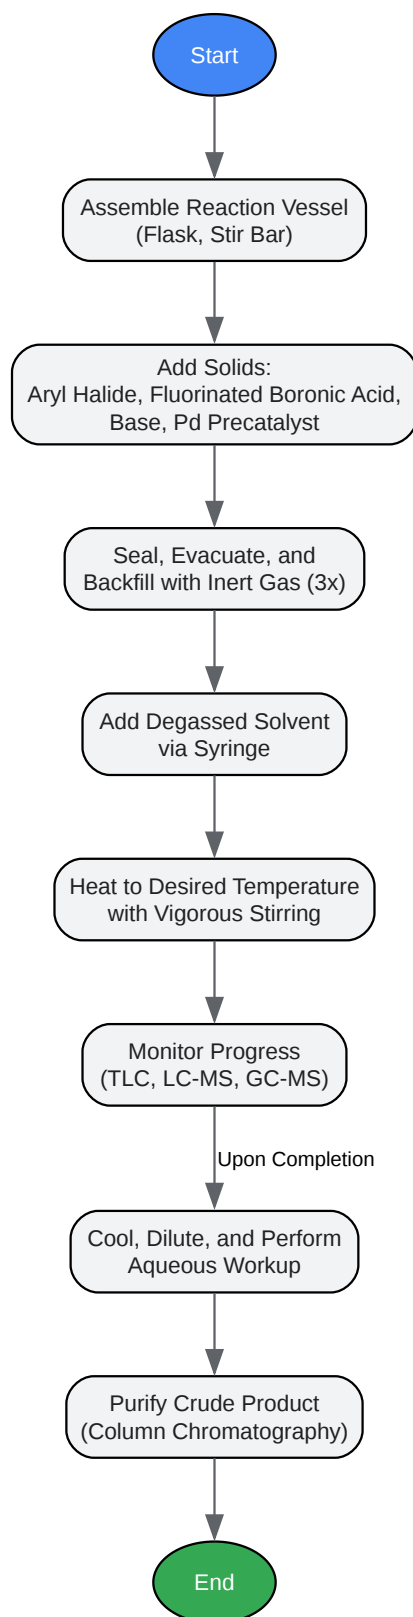 Start
Assemble Reaction Vessel
(Flask, Stir Bar)
Add Solids:
Aryl Halide, Fluorinated Boronic Acid,
Base, Pd Precatalyst
Seal, Evacuate, and
Backfill with Inert Gas (3x)
Add Degassed Solvent
via Syringe
Heat to Desired Temperature
with Vigorous Stirring
Monitor Progress
(TLC, LC-MS, GC-MS)
Upon Completion
Cool, Dilute, and Perform
Aqueous Workup
Purify Crude Product
(Column Chromatography)
End